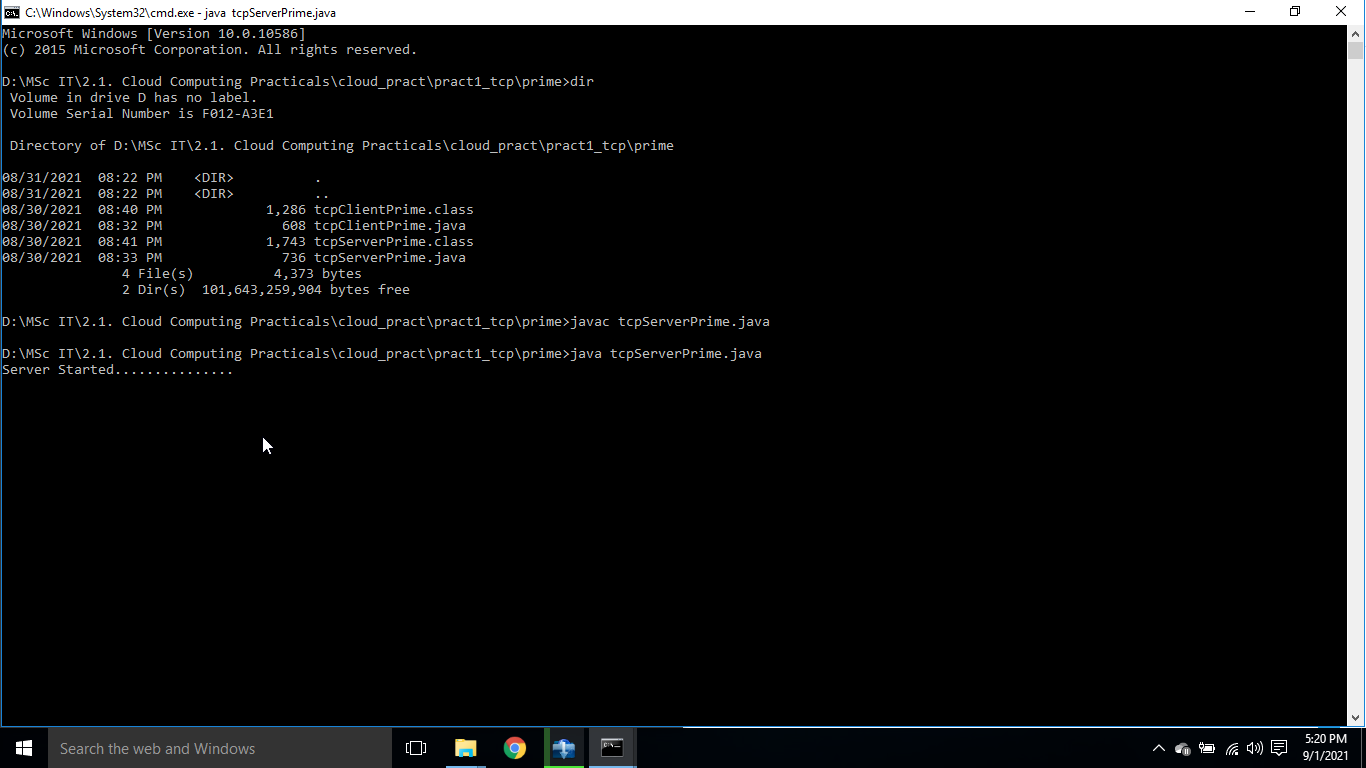 C:\Windows\System32\cmd.exe - java  tcpServerPrime.java
Microsoft Windows [Version 10.0.10586]
(c) 2015 Microsoft Corporation. All rights reserved.
D:\MSc IT\2.1. Cloud Computing Practicals\cloud_pract\pract1_tcp\prime>dir
 Volume in drive D has no label.
 Volume Serial Number is F012-A3E1
 Directory of D:\MSc IT\2.1. Cloud Computing Practicals\cloud_pract\pract1_tcp\prime
08/31/2021  08:22 PM    <DIR>          .
08/31/2021  08:22 PM    <DIR>          ..
08/30/2021  08:40 PM             1,286 tcpClientPrime.class
08/30/2021  08:32 PM               608 tcpClientPrime.java
08/30/2021  08:41 PM             1,743 tcpServerPrime.class
08/30/2021  08:33 PM               736 tcpServerPrime.java
               4 File(s)          4,373 bytes
               2 Dir(s)  101,643,259,904 bytes free
D:\MSc IT\2.1. Cloud Computing Practicals\cloud_pract\pract1_tcp\prime>javac tcpServerPrime.java
D:\MSc IT\2.1. Cloud Computing Practicals\cloud_pract\pract1_tcp\prime>java tcpServerPrime.java
Server Started...............
Search the web and Windows
5:20 PM
9/1/2021